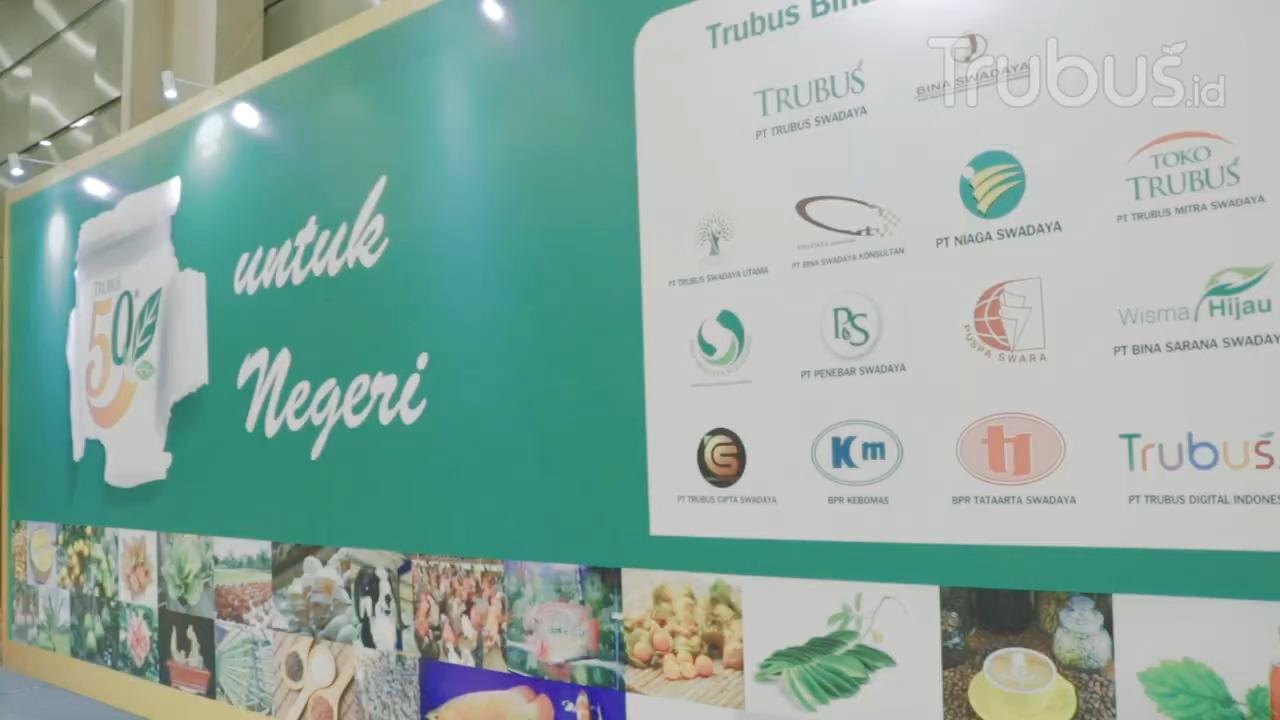 Trubus Bina
Trubus.id
TRUBUS
PT TRUBUS SWADAYA
BINA SWADAYA
TOKO
TRUBUS
PT TRUBUS MITRA SWADAYA
PT NIAGA SWADAYA
PT BINA SWADAYA KONSULTAN
PT TRUBUS SWADAYA UTAMA
untuk
Negeri
TRUBUS
50
Wisma Hijau
PT BINA SARANA SWADAY
PUSPA SWARA
P&S
PT PENEBAR SWADAYA
Km
BPR KEBOMAS
BPR TATAARTA SWADAYA
PT TRUBUS CIPTA SWADAYA
Trubus
PT TRUBUS DIGITAL INDONES